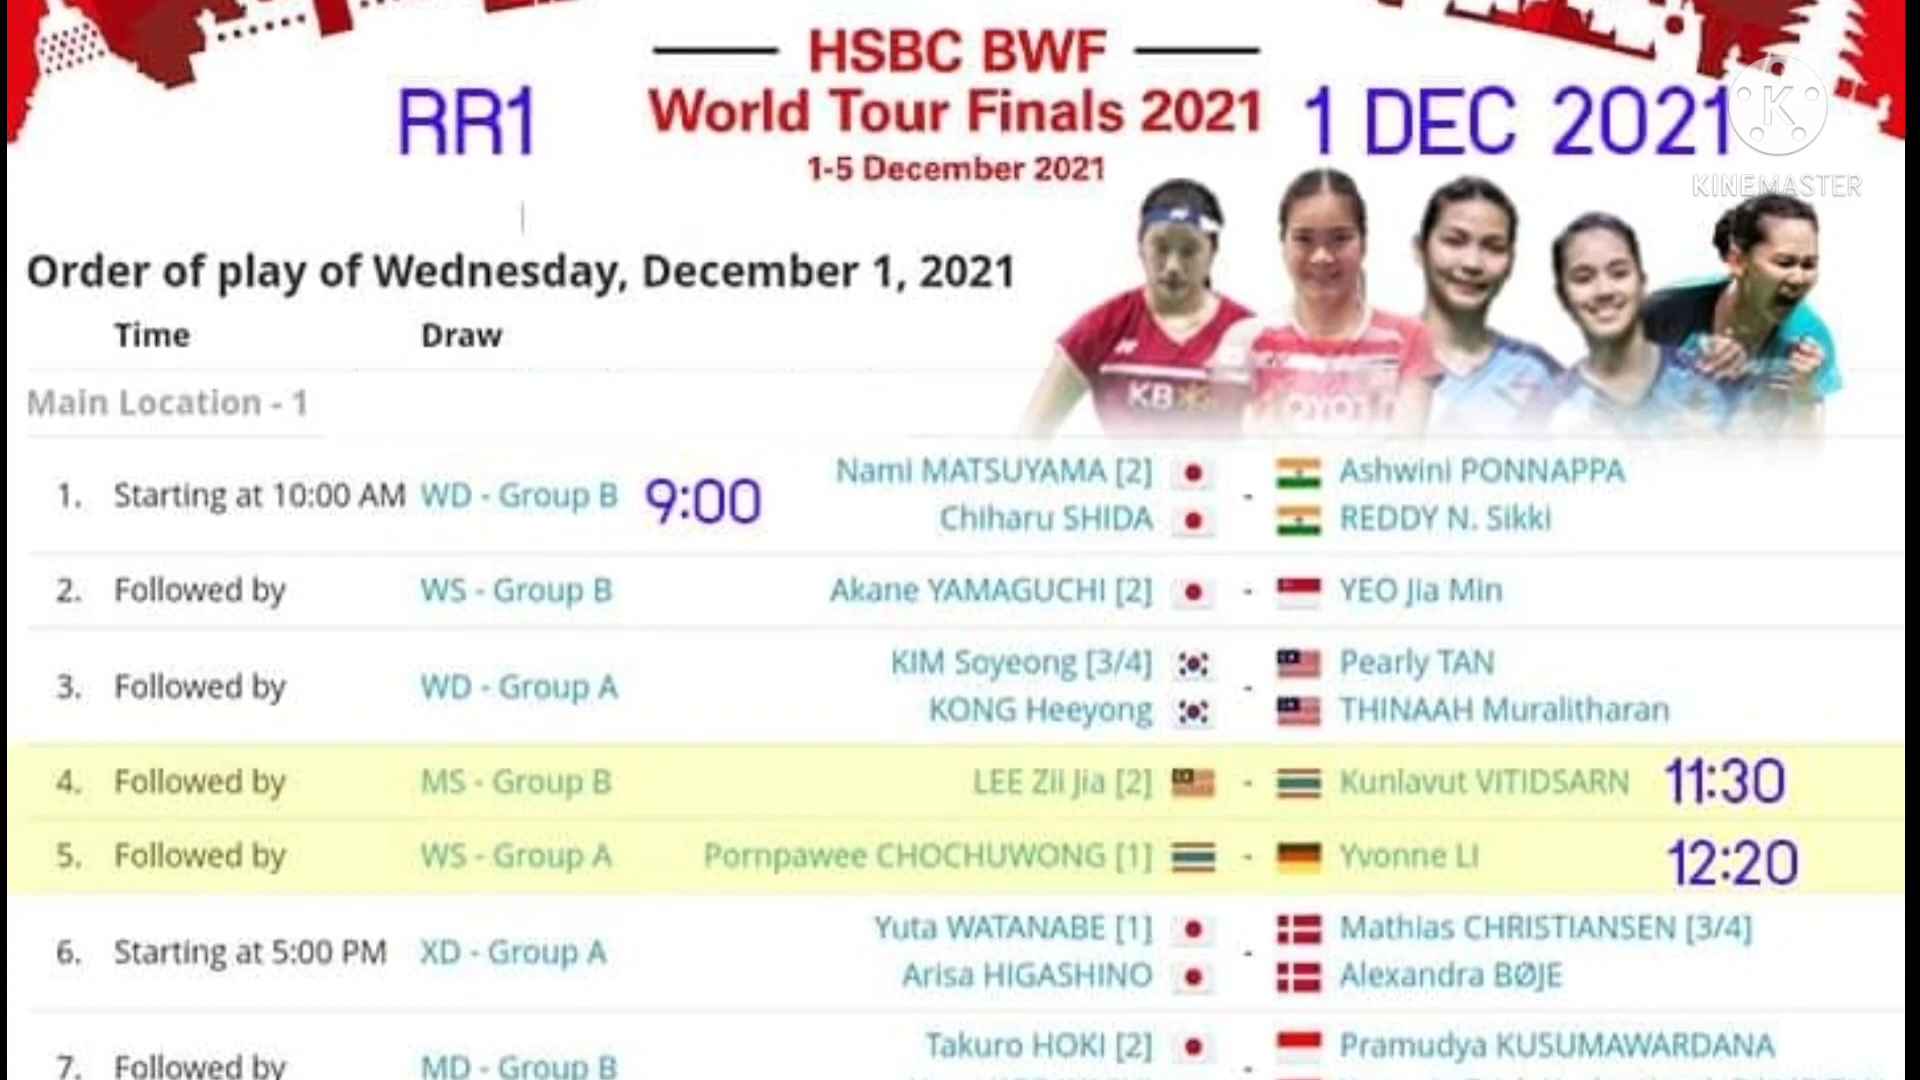 HSBC BWF
RR1 World Tour Finals 2021 1 DEC 2021
1-5 December 2021
K
KINEMASTER
Order of play of Wednesday, December 1, 2021
Time Draw
KB
Main Location - 1
1. Starting at 10:00 AM WD - Group B 9:00 Nami MATSUYAMA [2] - Ashwini PONNAPPA
Chiharu SHIDA REDDY N. Sikki
2. Followed by WS - Group B Akane YAMAGUCHI [2] - YEO Jia Min
3. Followed by WD - Group A KIM Soyeong [3/4] - Pearly TAN
KONG Heeyong THINAAH Muralitharan
4. Followed by MS - Group B LEE Zii Jia [2] - Kunlavut VITIDSARN 11:30
5. Followed by WS - Group A Pornpawee CHOCHUWONG [1] - Yvonne LI 12:20
6. Starting at 5:00 PM XD - Group A Yuta WATANABE [1] - Mathias CHRISTIANSEN [3/4]
Arisa HIGASHINO Alexandra BØJE
7. Followed by MD - Group B Takuro HOKI [2] - Pramudya KUSUMAWARDANA